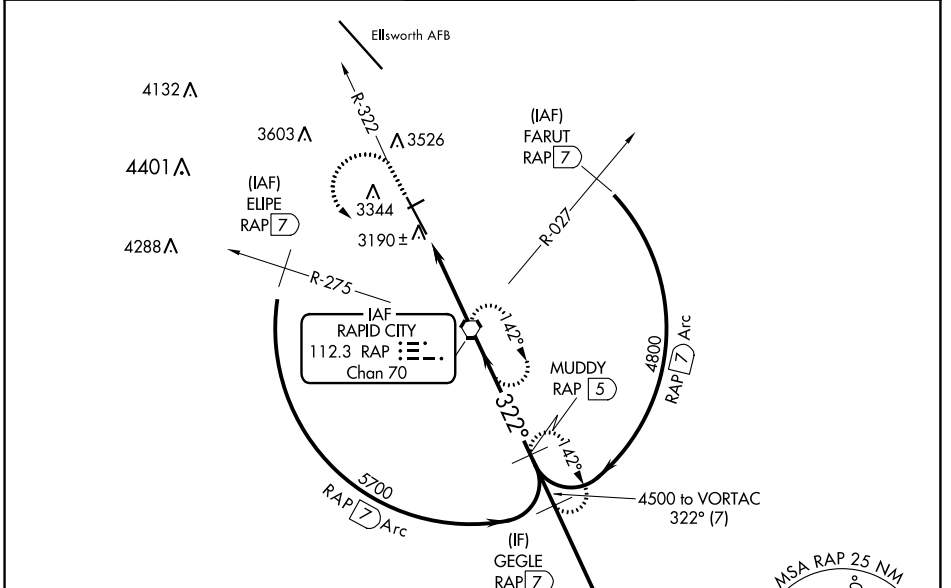 Ellsworth AFB
4132
R-322
3603
3526
(IAF)
FARUT
RAP 7
4401
(IAF)
ELIPE
RAP 7
3344
3190 ±
R-027
4288
R-275
IAF
RAPID CITY
112.3 RAP
Chan 70
142°
MUDDY
RAP 5
4800
RAP 7 Arc
322°
142°
5700
RAP 7 Arc
4500 to VORTAC
322° (7)
(IF)
GEGLE
RAP 7
MSA RAP 25 NM